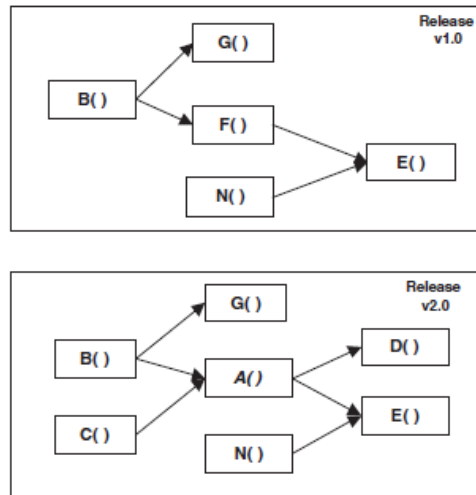 Release
v1.0
G( )
B( )
F( )
E( )
N( )
Release
v2.0
G( )
D( )
B( )
A( )
E( )
C( )
N( )